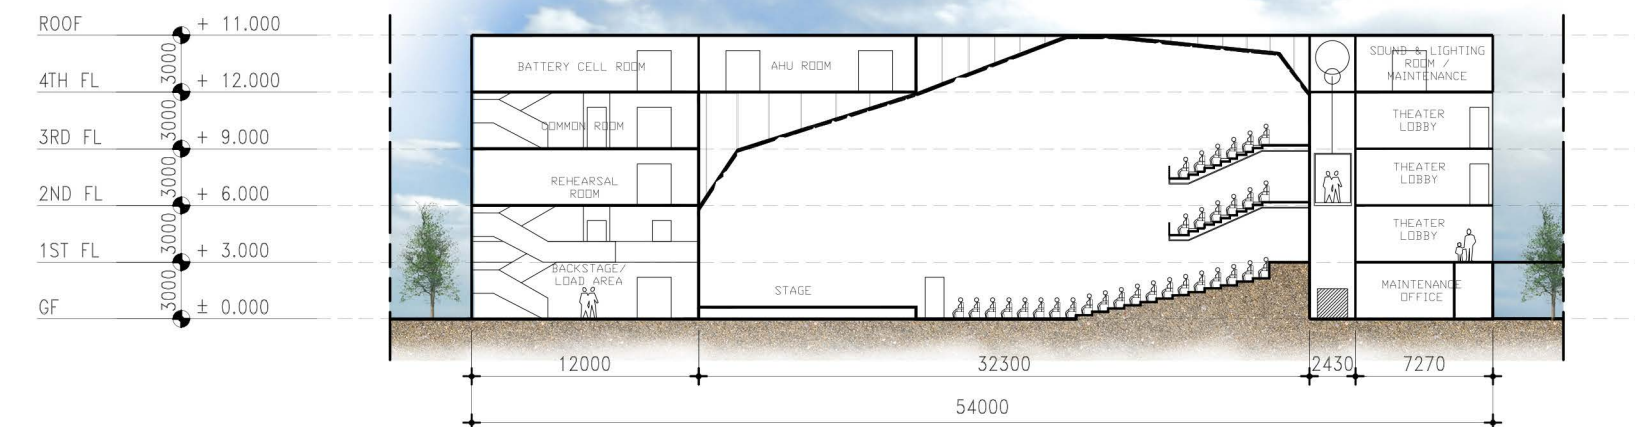 ROOF
+ 11.000
3000
4TH FL
+ 12.000
3000
3RD FL
+ 9.000
3000
2ND FL
+ 6.000
3000
1ST FL
+ 3.000
3000
GF
± 0.000
BATTERY CELL ROOM
AHU ROOM
SOUND & LIGHTING
ROOM /
MAINTENANCE
COMMON ROOM
THEATER
LOBBY
REHEARSAL
ROOM
THEATER
LOBBY
THEATER
LOBBY
BACKSTAGE/
LOAD AREA
STAGE
MAINTENANCE
OFFICE
12000
32300
2430
7270
54000